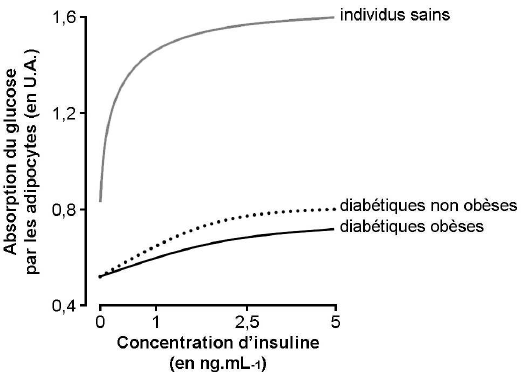 1,6
individus sains
1,2
Absorption du glucose
par les adipocytes (en U.A.)
0,8
diabétiques non obèses
diabétiques obèses
0,4
0 1 2,5 5
Concentration d'insuline
(en ng.mL-1)